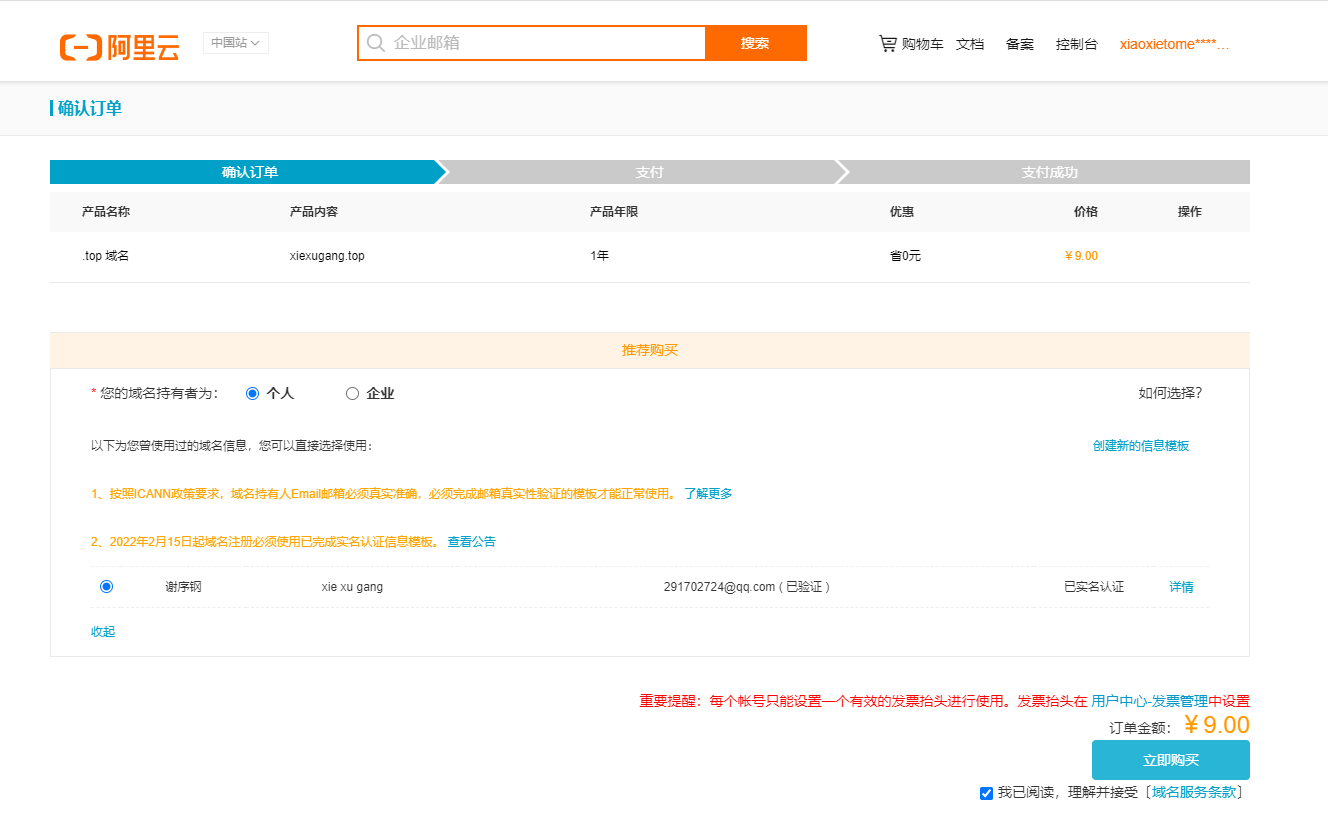 阿里云 中国站 企业邮箱 搜索 购物车 文档 备案 控制台 xiaoxietome****...
确认订单
确认订单 支付 支付成功
产品名称 产品内容 产品年限 优惠 价格 操作
.top 域名 xiexugang.top 1年 省0元 ¥ 9.00
推荐购买
* 您的域名持有者为： 个人 企业 如何选择?
以下为您曾使用过的域名信息，您可以直接选择使用： 创建新的信息模板
1、按照ICANN政策要求，域名持有人Email邮箱必须真实准确，必须完成邮箱真实性验证的模板才能正常使用。 了解更多
2、2022年2月15日起域名注册必须使用已完成实名认证信息模板。 查看公告
谢序钢 xie xu gang 291702724@qq.com ( 已验证 ) 已实名认证 详情
收起
重要提醒：每个帐号只能设置一个有效的发票抬头进行使用。发票抬头在 用户中心-发票管理中设置
订单金额： ¥ 9.00
立即购买
我已阅读，理解并接受〔域名服务条款〕